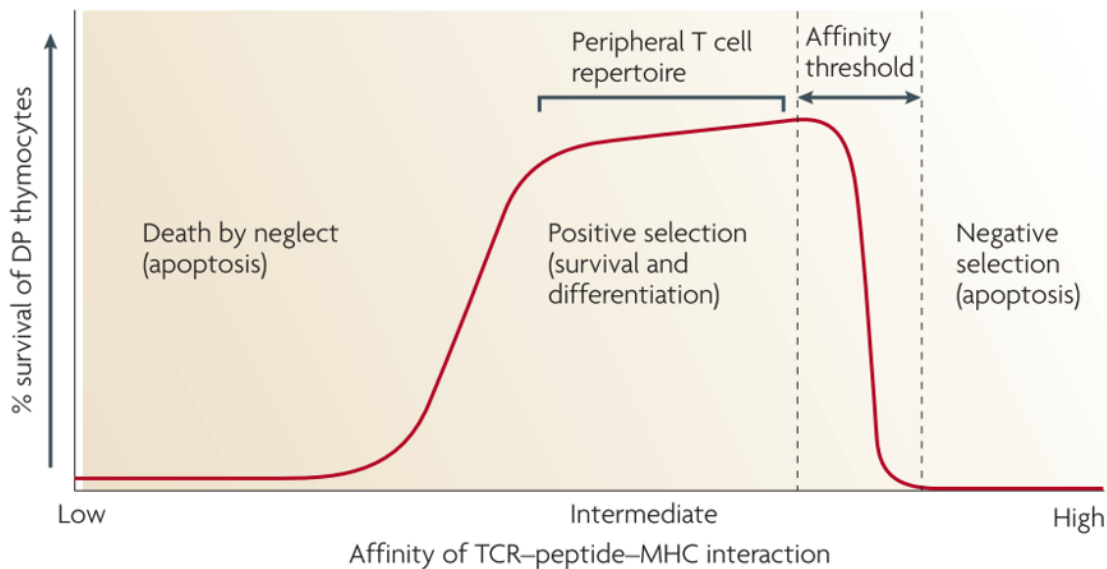 % survival of DP thymocytes
Peripheral T cell
repertoire
Affinity
threshold
Death by neglect
(apoptosis)
Positive selection
(survival and
differentiation)
Negative
selection
(apoptosis)
Low
Intermediate
High
Affinity of TCR–peptide–MHC interaction